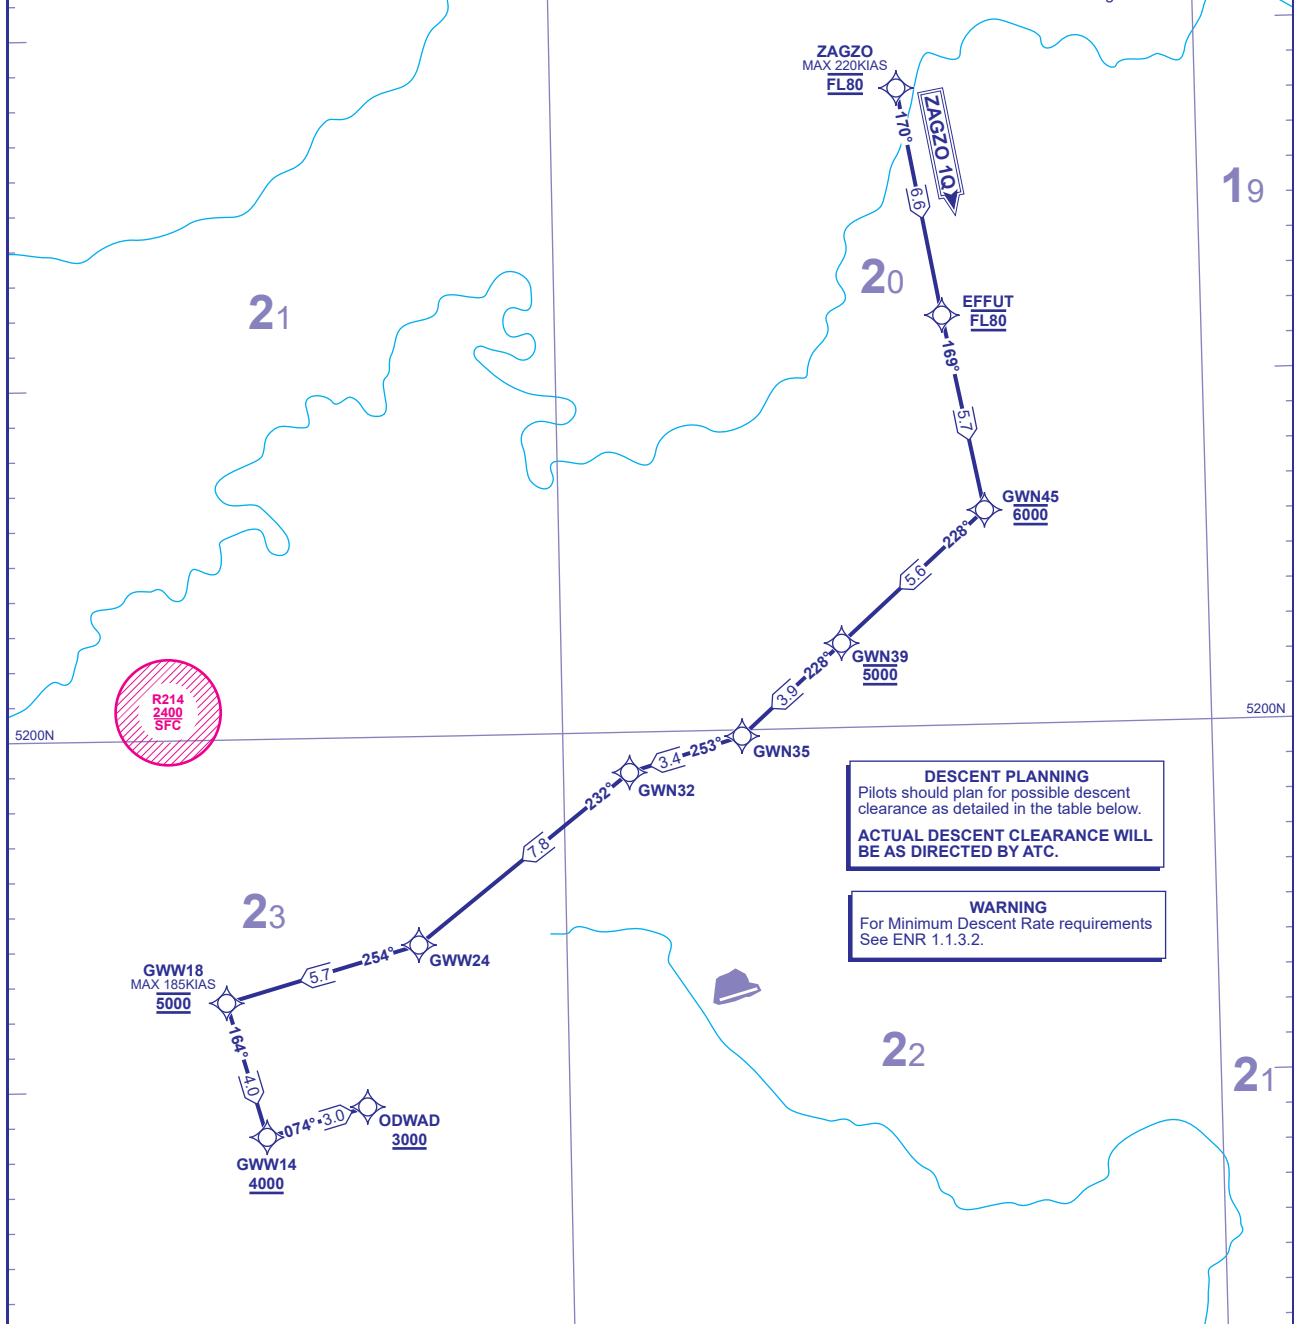 ZAGZO
MAX 220KIAS
FL80
170°
ZAGZO 1Q
6.6
19
20
21
EFFUT
FL80
169°
5.7
GWN45
6000
228°
5.6
GWN39
5000
228°
3.9
R214
2400
SFC
5200N
5200N
GWN35
253°
3.4
GWN32
232°
7.8
DESCENT PLANNING
Pilots should plan for possible descent
clearance as detailed in the table below.
ACTUAL DESCENT CLEARANCE WILL
BE AS DIRECTED BY ATC.
WARNING
For Minimum Descent Rate requirements
See ENR 1.1.3.2.
23
GWW24
254°
5.7
GWW18
MAX 185KIAS
5000
164°
4.0
22
21
074°
3.0
ODWAD
3000
GWW14
4000